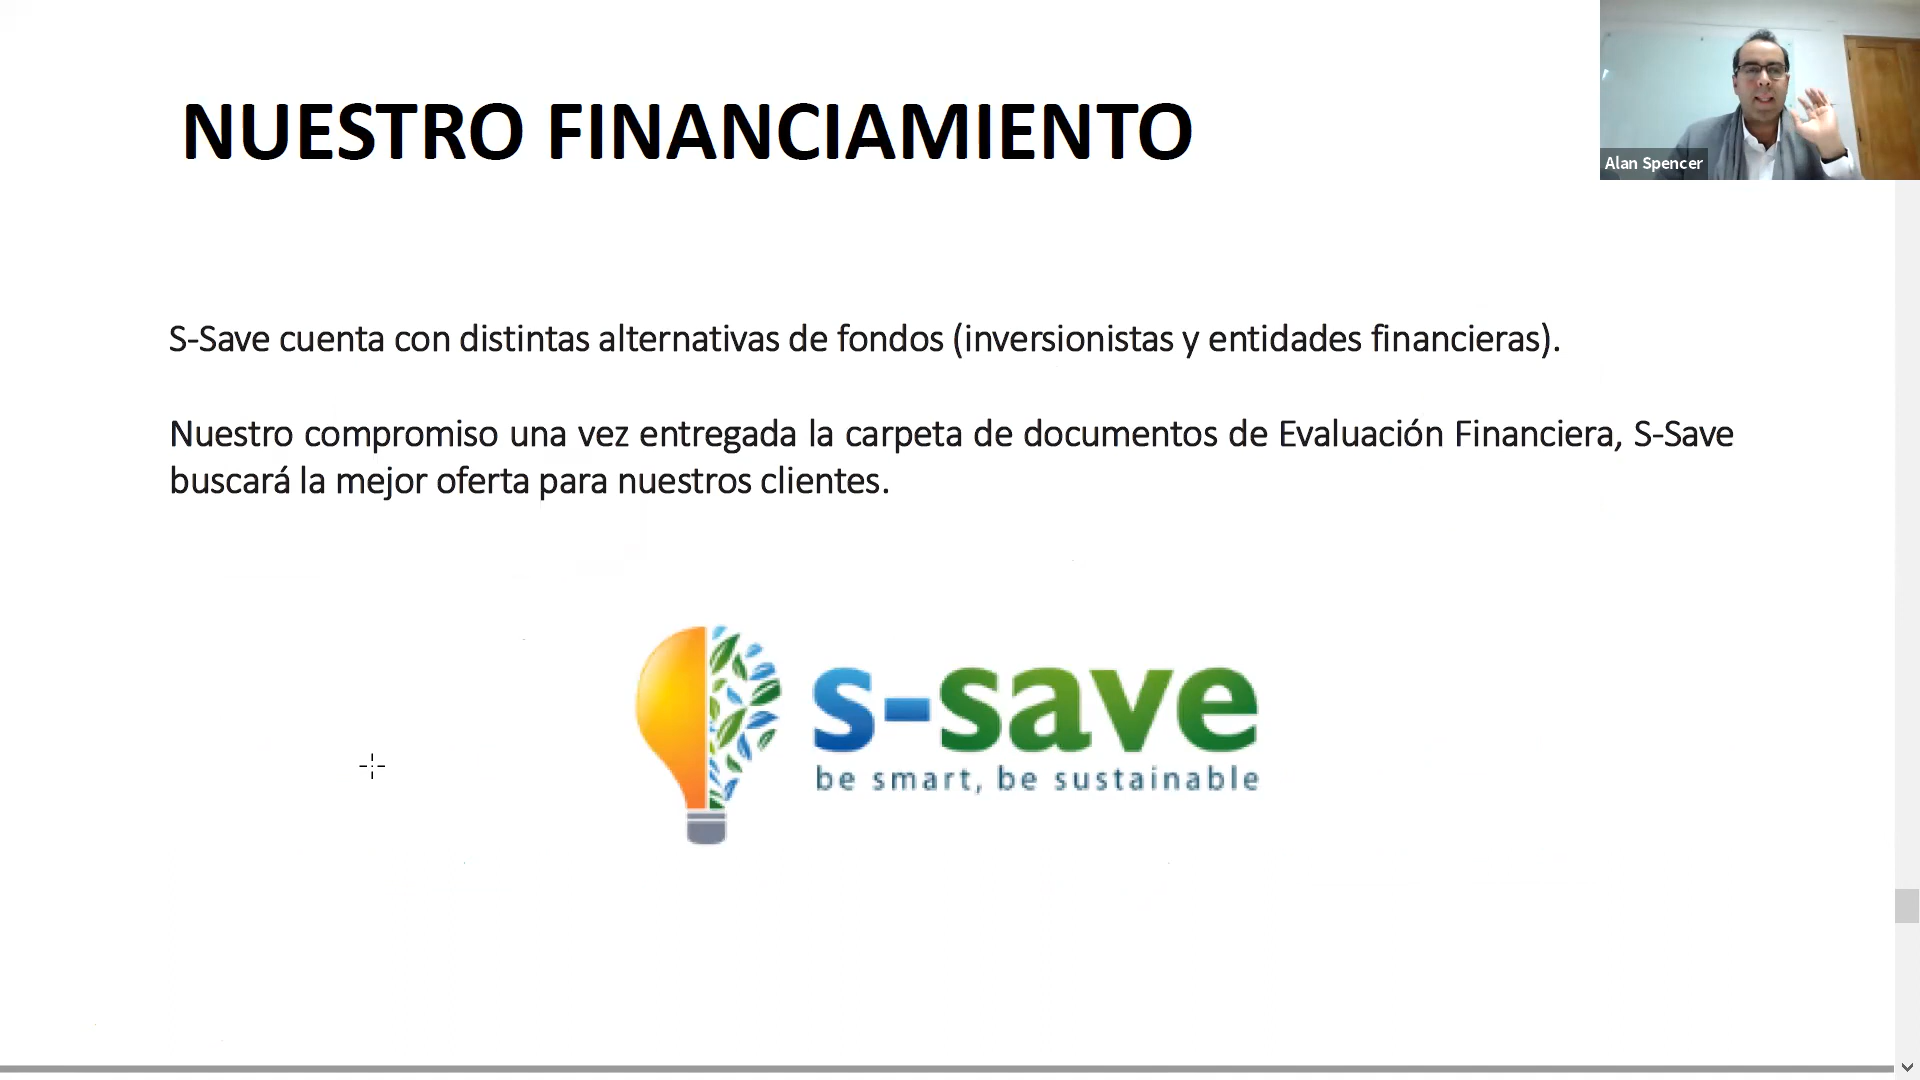 NUESTRO FINANCIAMIENTO
Alan Spencer
S-Save cuenta con distintas alternativas de fondos (inversionistas y entidades financieras).
Nuestro compromiso una vez entregada la carpeta de documentos de Evaluación Financiera, S-Save
buscará la mejor oferta para nuestros clientes.
s-save
be smart, be sustainable